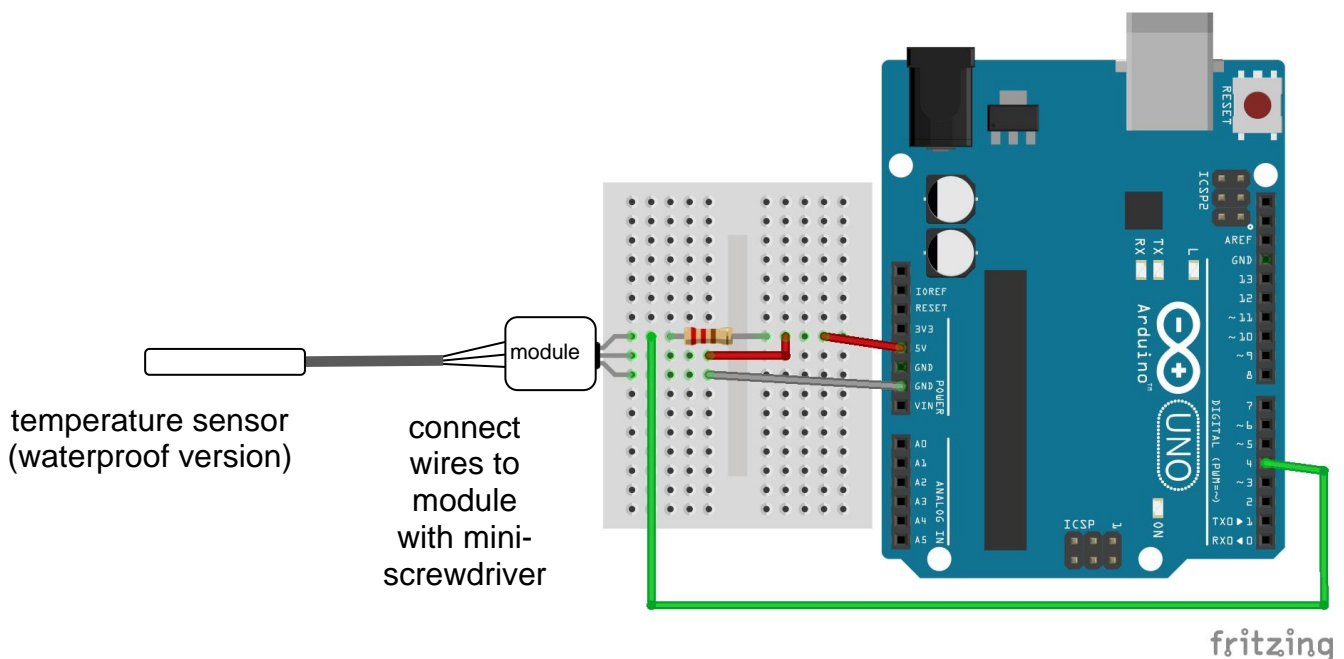 temperature sensor
(waterproof version)
module
connect
wires to
module
with mini-
screwdriver
RESET
ICSP2
AREF
GND
13
12
~11
~10
~9
8
7
~6
~5
4
~3
2
TX0▶1
RX0◀0
DIGITAL (PWM=~)
RX
TX
L
Arduino™
UNO
ON
ICSP
1
IOREF
RESET
3V3
5V
GND
GND
VIN
POWER
A0
A1
A2
A3
A4
A5
ANALOG IN
fritzing